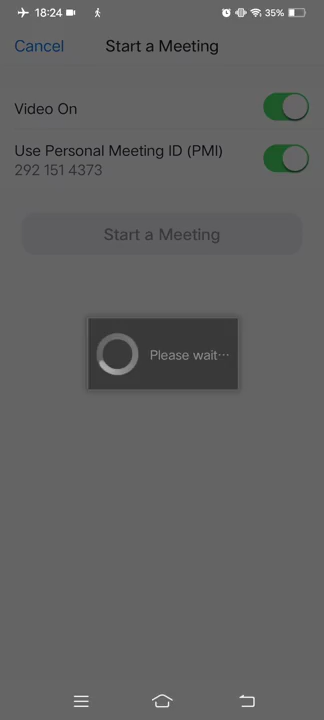 18:24 35%
Cancel Start a Meeting
Video On
Use Personal Meeting ID (PMI)
292 151 4373
Start a Meeting
Please wait···